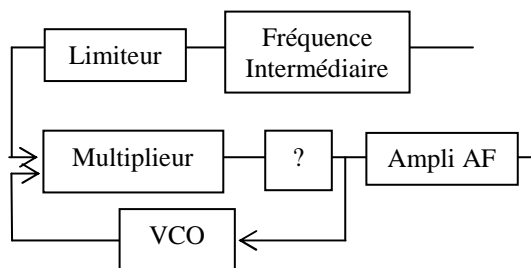 Limiteur
Fréquence
Intermédiaire
Multiplieur
?
Ampli AF
VCO